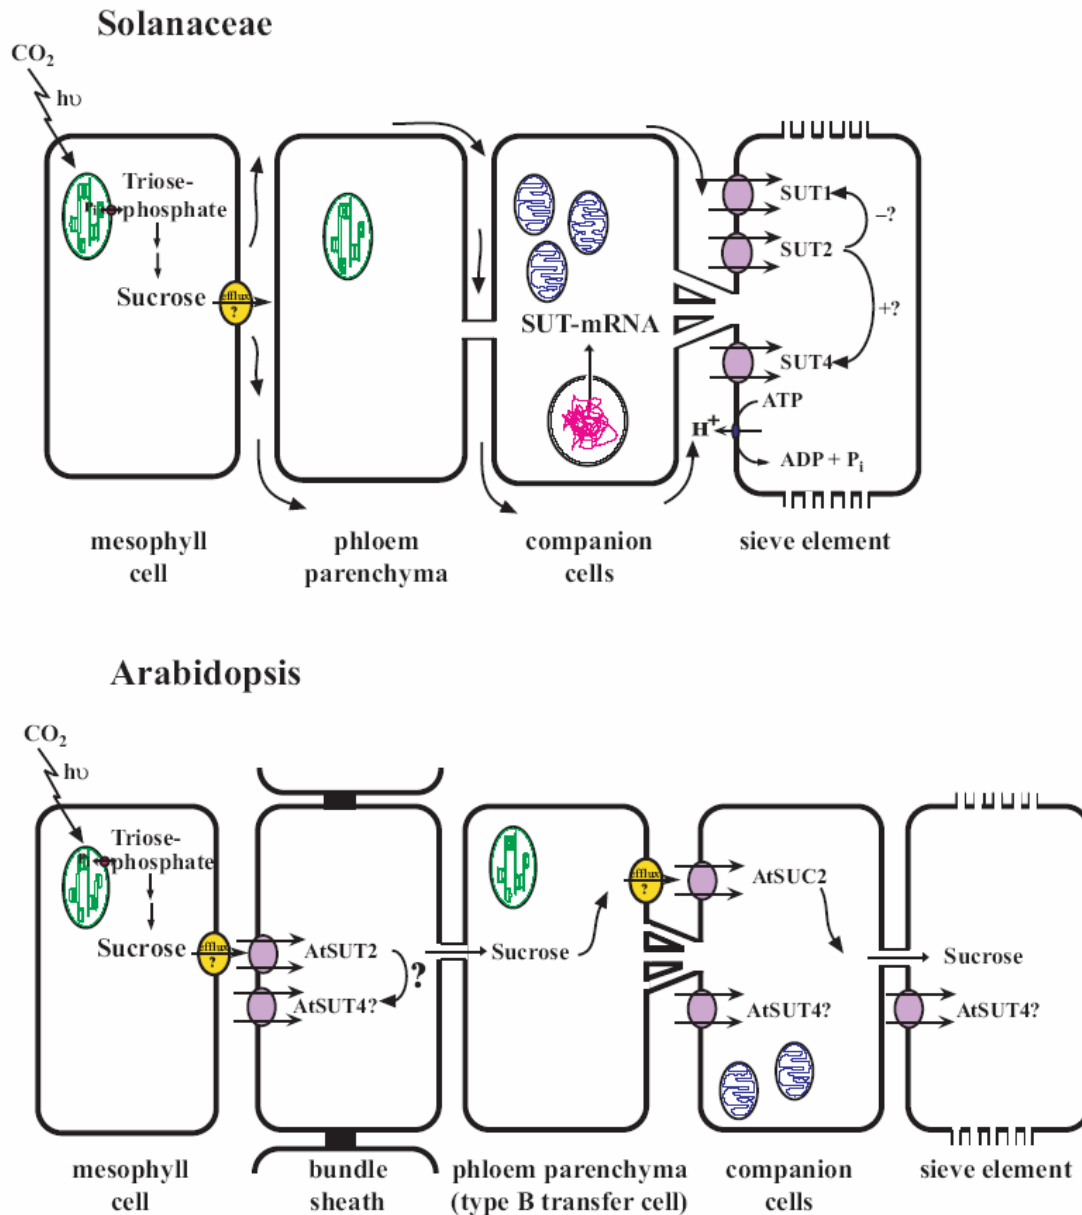 Solanaceae
CO2
hυ
Triose-
Pi
phosphate
Sucrose
efflux
?
SUT-mRNA
SUT1
–?
SUT2
+?
SUT4
ATP
H+
ADP + Pi
mesophyll
cell
phloem
parenchyma
companion
cells
sieve element
Arabidopsis
CO2
hυ
Triose-
phosphate
Sucrose
efflux
?
AtSUT2
?
AtSUT4?
Sucrose
efflux
?
AtSUC2
AtSUT4?
Sucrose
AtSUT4?
mesophyll
cell
bundle
sheath
phloem parenchyma
(type B transfer cell)
companion
cells
sieve element